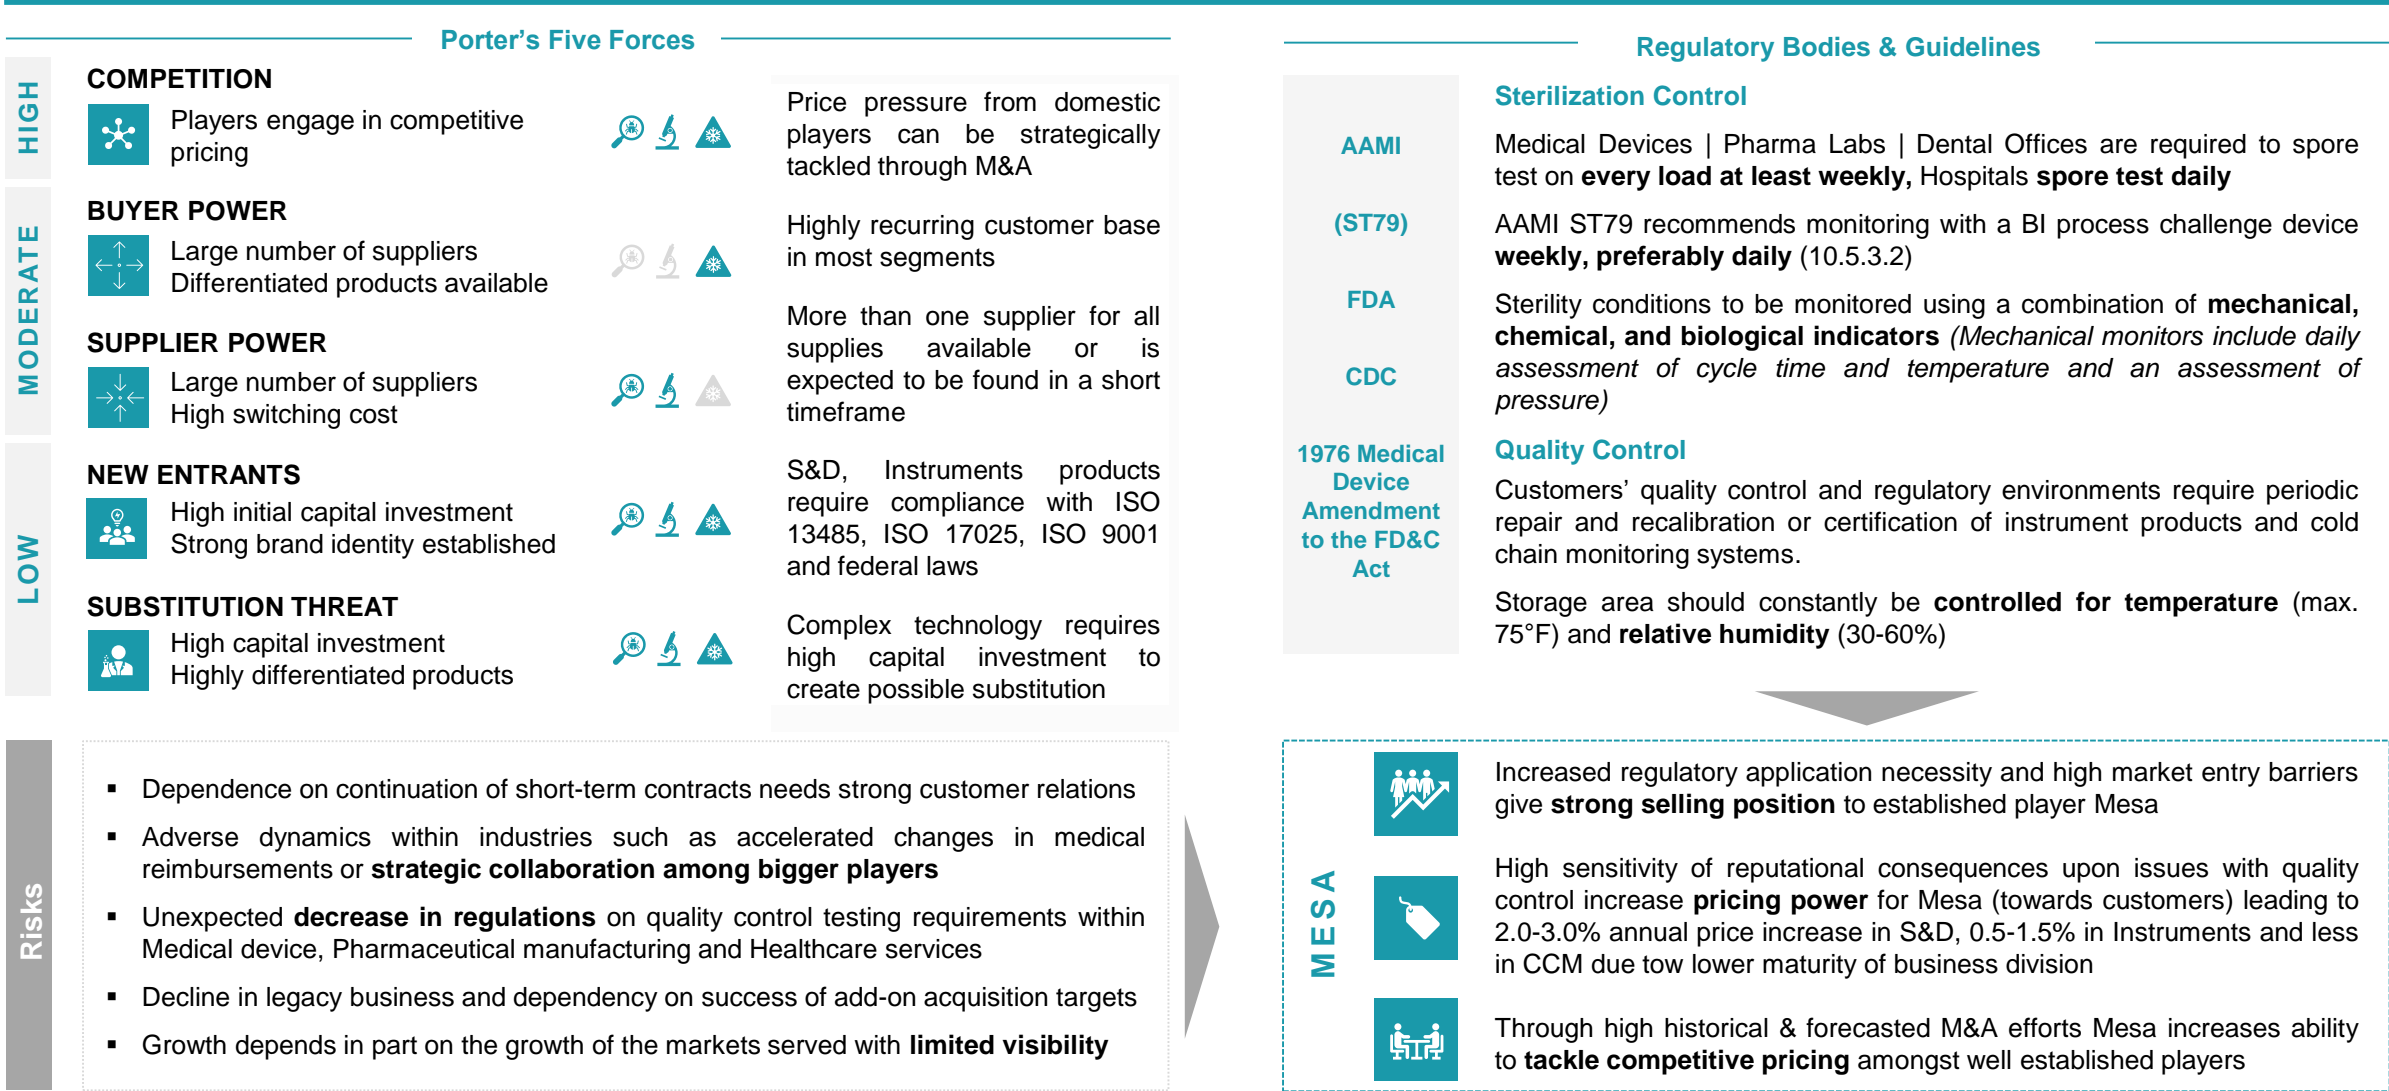 Porter's Five Forces
HIGH
COMPETITION
Players engage in competitive
pricing
Price pressure from domestic
players can be strategically
tackled through M&A
MODERATE
BUYER POWER
Large number of suppliers
Differentiated products available
Highly recurring customer base
in most segments
SUPPLIER POWER
Large number of suppliers
High switching cost
More than one supplier for all
supplies available or is
expected to be found in a short
timeframe
LOW
NEW ENTRANTS
High initial capital investment
Strong brand identity established
S&D, Instruments products
require compliance with ISO
13485, ISO 17025, ISO 9001
and federal laws
SUBSTITUTION THREAT
High capital investment
Highly differentiated products
Complex technology requires
high capital investment to
create possible substitution
Risks
▪ Dependence on continuation of short-term contracts needs strong customer relations
▪ Adverse dynamics within industries such as accelerated changes in medical
reimbursements or strategic collaboration among bigger players
▪ Unexpected decrease in regulations on quality control testing requirements within
Medical device, Pharmaceutical manufacturing and Healthcare services
▪ Decline in legacy business and dependency on success of add-on acquisition targets
▪ Growth depends in part on the growth of the markets served with limited visibility
Regulatory Bodies & Guidelines
AAMI
(ST79)
FDA
CDC
1976 Medical
Device
Amendment
to the FD&C
Act
Sterilization Control
Medical Devices | Pharma Labs | Dental Offices are required to spore
test on every load at least weekly, Hospitals spore test daily
AAMI ST79 recommends monitoring with a BI process challenge device
weekly, preferably daily (10.5.3.2)
Sterility conditions to be monitored using a combination of mechanical,
chemical, and biological indicators (Mechanical monitors include daily
assessment of cycle time and temperature and an assessment of
pressure)
Quality Control
Customers' quality control and regulatory environments require periodic
repair and recalibration or certification of instrument products and cold
chain monitoring systems.
Storage area should constantly be controlled for temperature (max.
75°F) and relative humidity (30-60%)
MESA
Increased regulatory application necessity and high market entry barriers
give strong selling position to established player Mesa
High sensitivity of reputational consequences upon issues with quality
control increase pricing power for Mesa (towards customers) leading to
2.0-3.0% annual price increase in S&D, 0.5-1.5% in Instruments and less
in CCM due tow lower maturity of business division
Through high historical & forecasted M&A efforts Mesa increases ability
to tackle competitive pricing amongst well established players